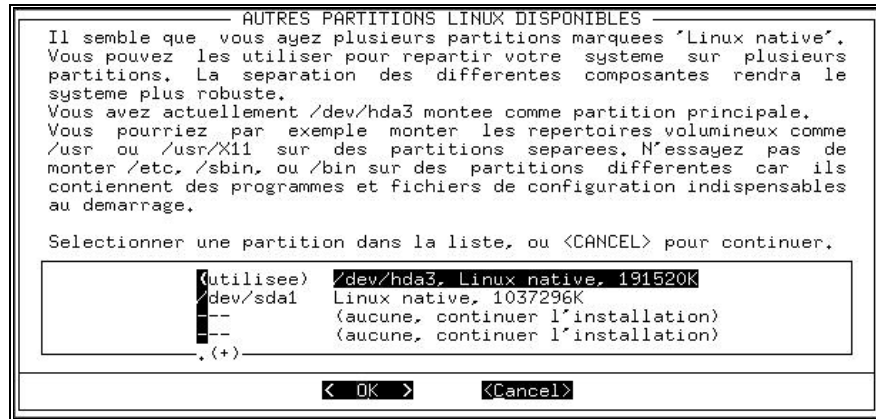 AUTRES PARTITIONS LINUX DISPONIBLES
Il semble que vous ayez plusieurs partitions marquees ´Linux native´.
Vous pouvez les utiliser pour repartir votre systeme sur plusieurs
partitions. La separation des differentes composantes rendra le
systeme plus robuste.
Vous avez actuellement /dev/hda3 montee comme partition principale.
Vous pourriez par exemple monter les repertoires volumineux comme
/usr ou /usr/X11 sur des partitions separees. N´essayez pas de
monter /etc, /sbin, ou /bin sur des partitions differentes car ils
contiennent des programmes et fichiers de configuration indispensables
au demarrage.
Selectionner une partition dans la liste, ou <CANCEL> pour continuer.
(utilisee) /dev/hda3, Linux native, 191520K
/dev/sda1 Linux native, 1037296K
--- (aucune, continuer l´installation)
--- (aucune, continuer l´installation)
.(+)
< OK > <Cancel>